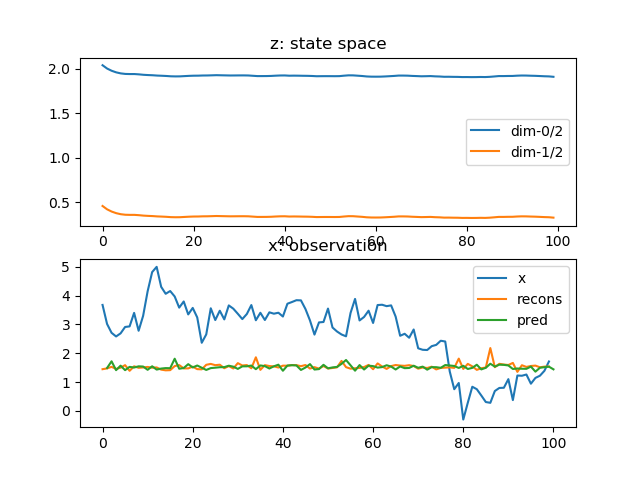 z: state space
2.0
1.5
1.0
0.5
dim-0/2
dim-1/2
0 20 40 60 80 100
x: observation
5
4
3
2
1
0
x
recons
pred
0 20 40 60 80 100